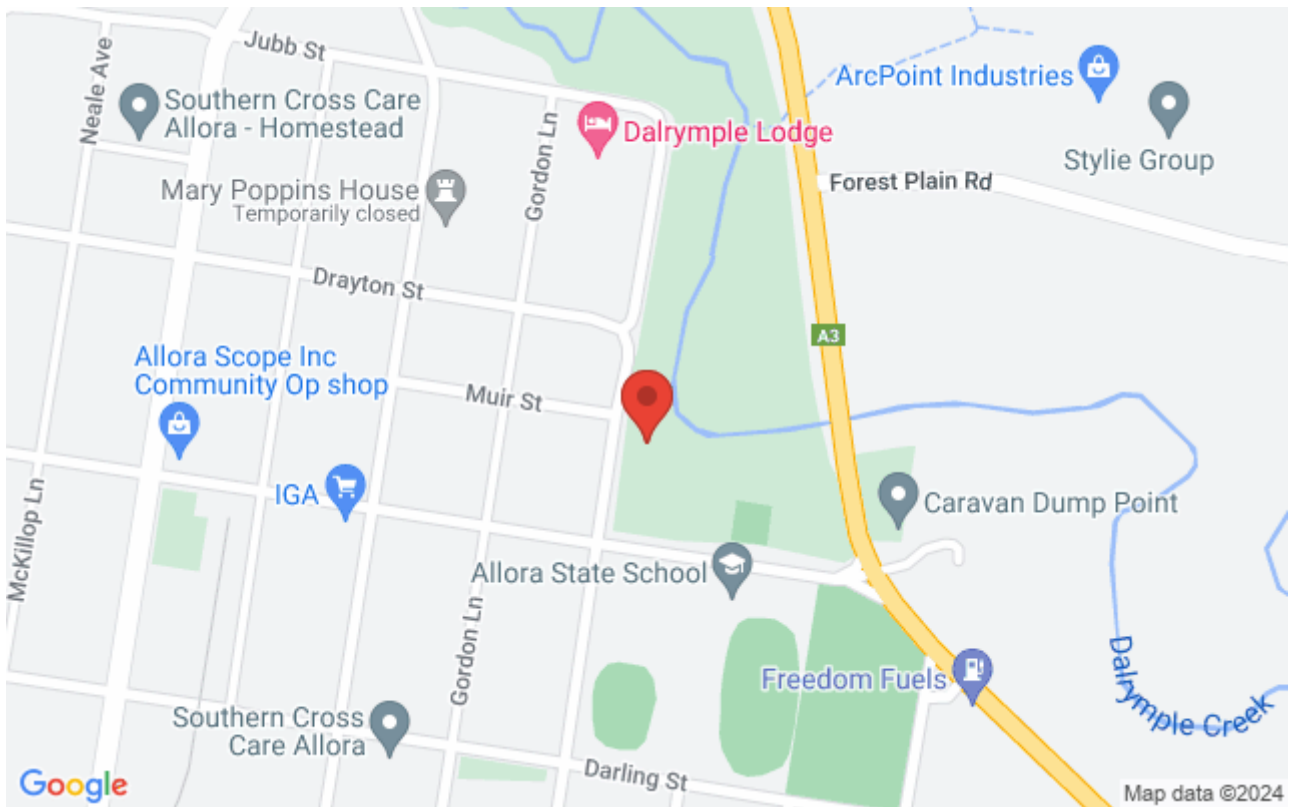 Jubb St
Neale Ave
Southern Cross Care
Allora - Homestead
Gordon Ln
Dalrymple Lodge
ArcPoint Industries
Stylie Group
Mary Poppins House
Temporarily closed
Forest Plain Rd
Drayton St
A3
Allora Scope Inc
Community Op shop
Muir St
IGA
Caravan Dump Point
McKillop Ln
Allora State School
Gordon Ln
Freedom Fuels
Dalrymple Creek
Southern Cross
Care Allora
Darling St
Google
Map data ©2024